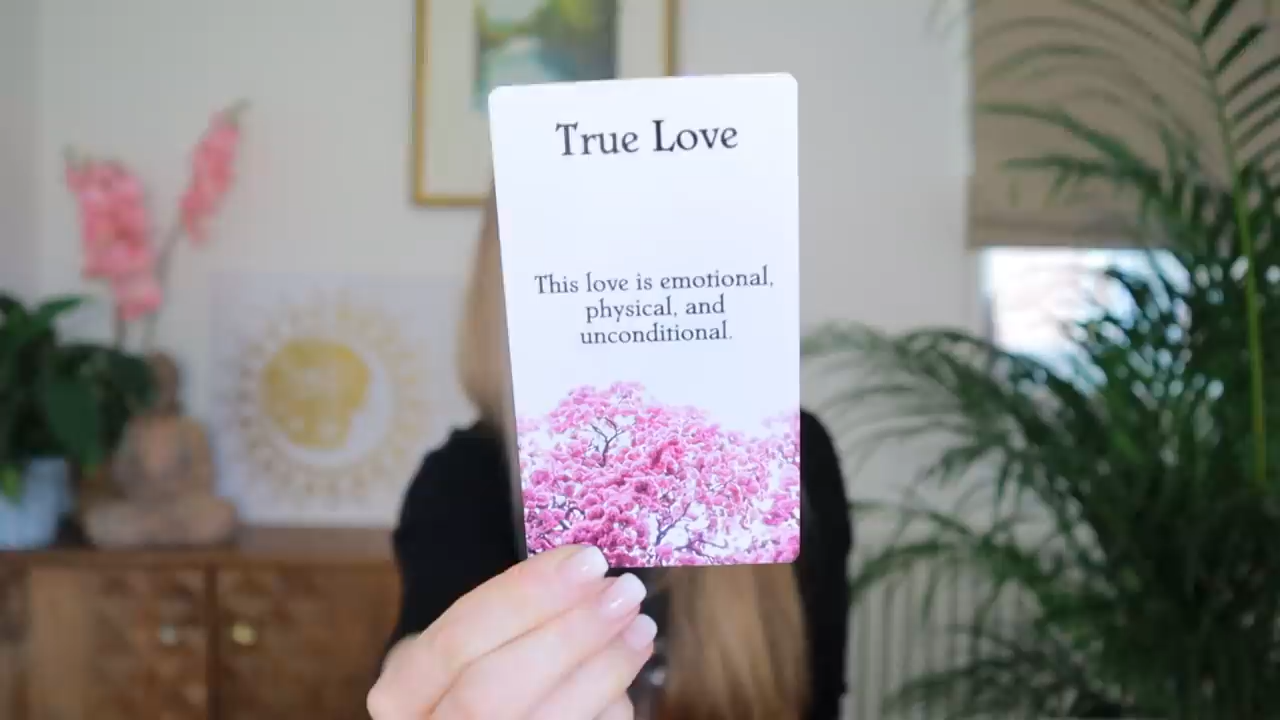 True Love
This love is emotional,
physical, and
unconditional.